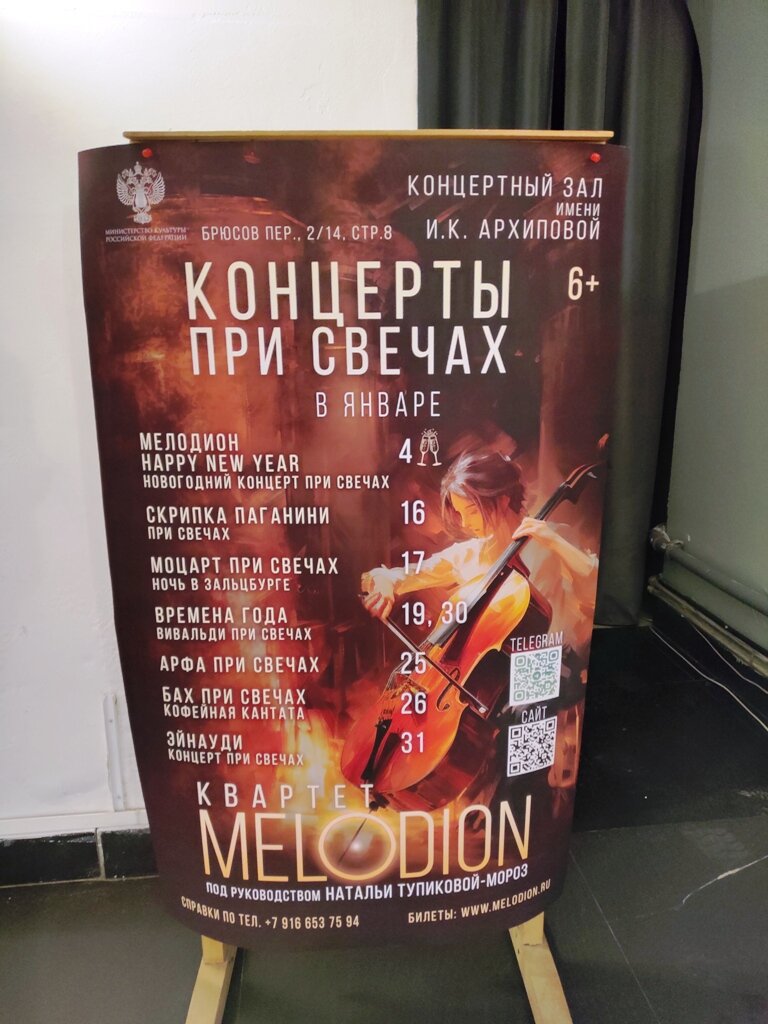 МИНИСТЕРСТВО КУЛЬТУРЫ
РОССИЙСКОЙ ФЕДЕРАЦИИ
БРЮСОВ ПЕР., 2/14, СТР.8
КОНЦЕРТНЫЙ ЗАЛ
ИМЕНИ
И.К. АРХИПОВОЙ
КОНЦЕРТЫ
ПРИ СВЕЧАХ
6+
В ЯНВАРЕ
МЕЛОДИОН
HAPPY NEW YEAR
НОВОГОДНИЙ КОНЦЕРТ ПРИ СВЕЧАХ
4
СКРИПКА ПАГАНИНИ
ПРИ СВЕЧАХ
16
МОЦАРТ ПРИ СВЕЧАХ
НОЧЬ В ЗАЛЬЦБУРГЕ
17
ВРЕМЕНА ГОДА
ВИВАЛЬДИ ПРИ СВЕЧАХ
19, 30
АРФА ПРИ СВЕЧАХ
25
БАХ ПРИ СВЕЧАХ
КОФЕЙНАЯ КАНТАТА
26
ЭЙНАУДИ
КОНЦЕРТ ПРИ СВЕЧАХ
31
TELEGRAM
САЙТ
КВАРТЕТ
MELODION
ПОД РУКОВОДСТВОМ НАТАЛЬИ ТУПИКОВОЙ-МОРОЗ
СПРАВКИ ПО ТЕЛ. +7 916 653 75 94
БИЛЕТЫ: WWW.MELODION.RU